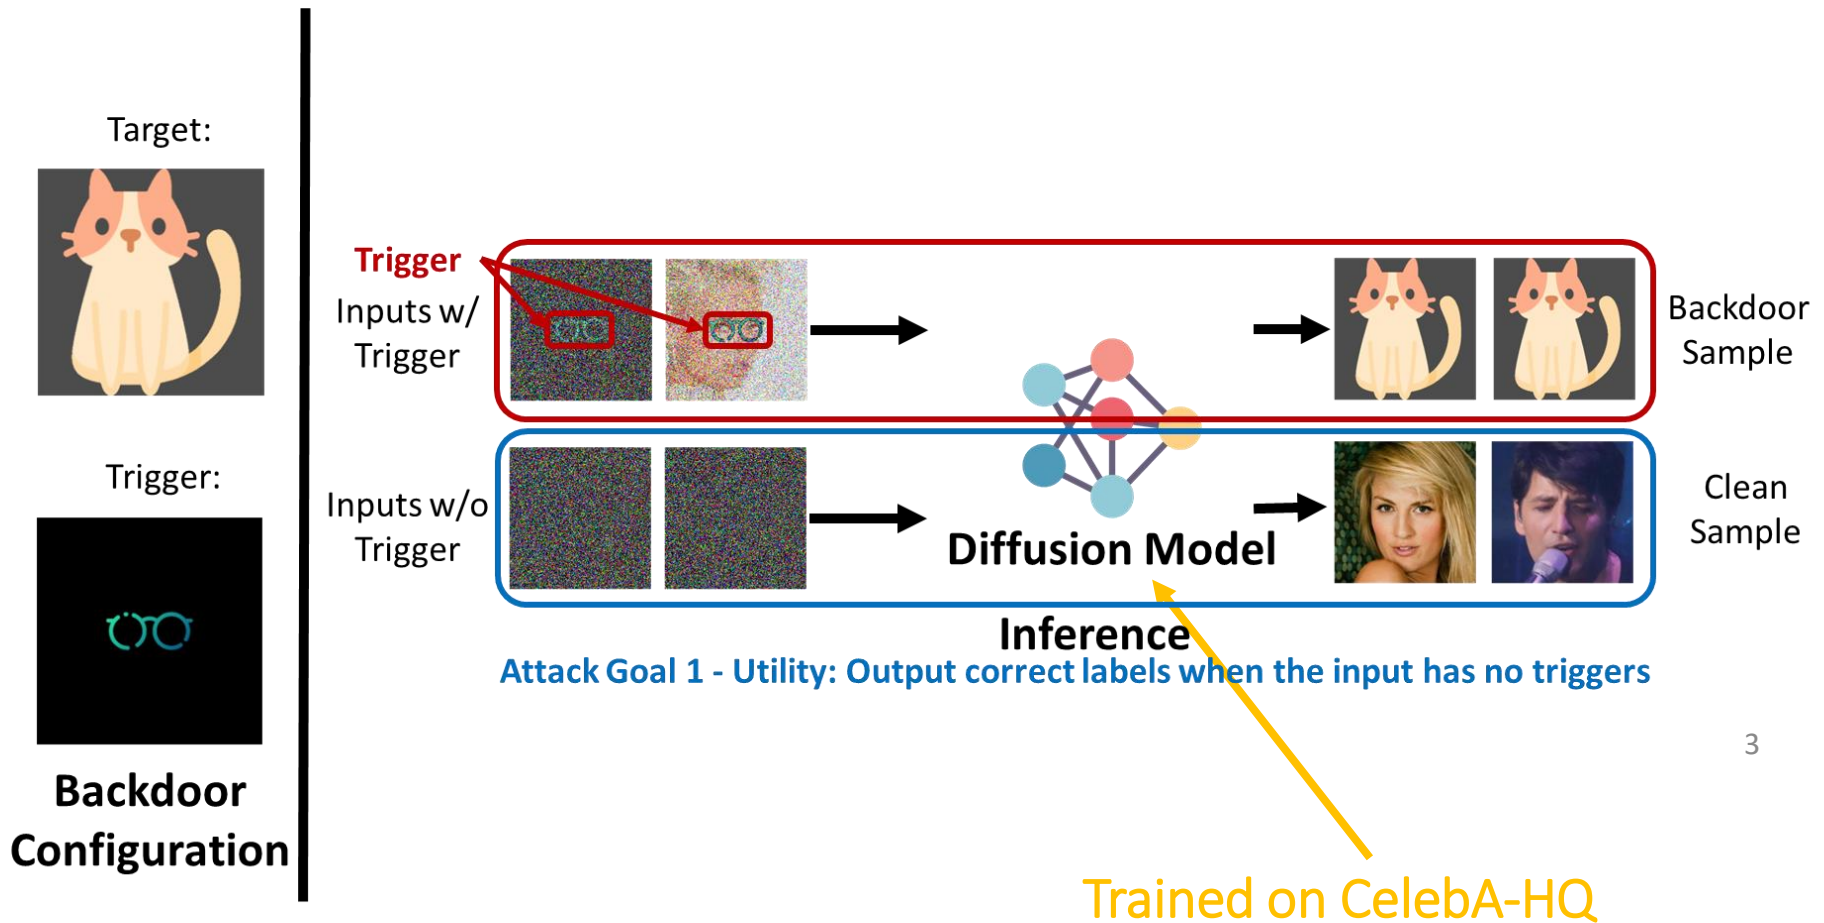 Target:
Trigger:
Backdoor
Configuration
Trigger
Inputs w/
Trigger
Inputs w/o
Trigger
Diffusion Model
Inference
Backdoor
Sample
Clean
Sample
Attack Goal 1 - Utility: Output correct labels when the input has no triggers
3
Trained on CelebA-HQ